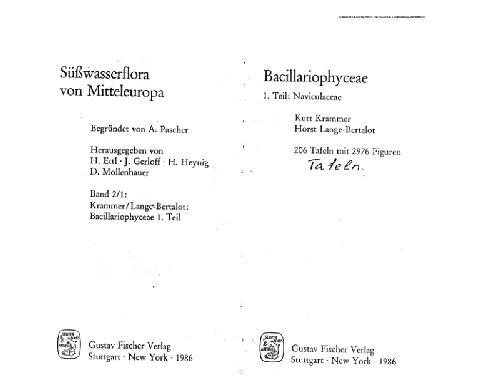 Süßwasserflora
von Mitteleuropa
Begründet von A. Pascher
Herausgegeben von
H. Ettl · J. Gerloff · H. Heynig
D. Mollenhauer
Band 2/1:
Krammer/Lange-Bertalot:
Bacillariophyceae 1. Teil
Gustav Fischer Verlag
Stuttgart · New York · 1986
Bacillariophyceae
1. Teil: Naviculaceae
Kurt Krammer
Horst Lange-Bertalot
206 Tafeln mit 2976 Figuren
Tafeln.
Gustav Fischer Verlag
Stuttgart · New York · 1986